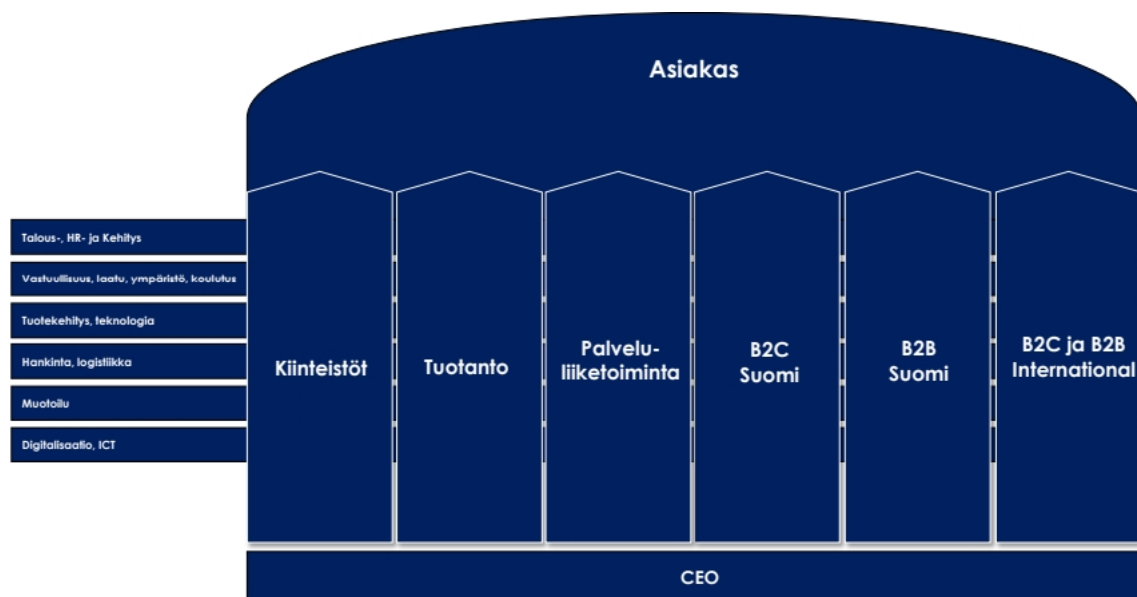 Asiakas
Talous-, HR- ja Kehitys
Vastuullisuus, laatu, ympäristö, koulutus
Tuotekehitys, teknologia
Hankinta, logistiikka
Muotoilu
Digitalisaatio, ICT
Kiinteistöt
Tuotanto
Palvelu-
liiketoiminta
B2C
Suomi
B2B
Suomi
B2C ja B2B
International
CEO